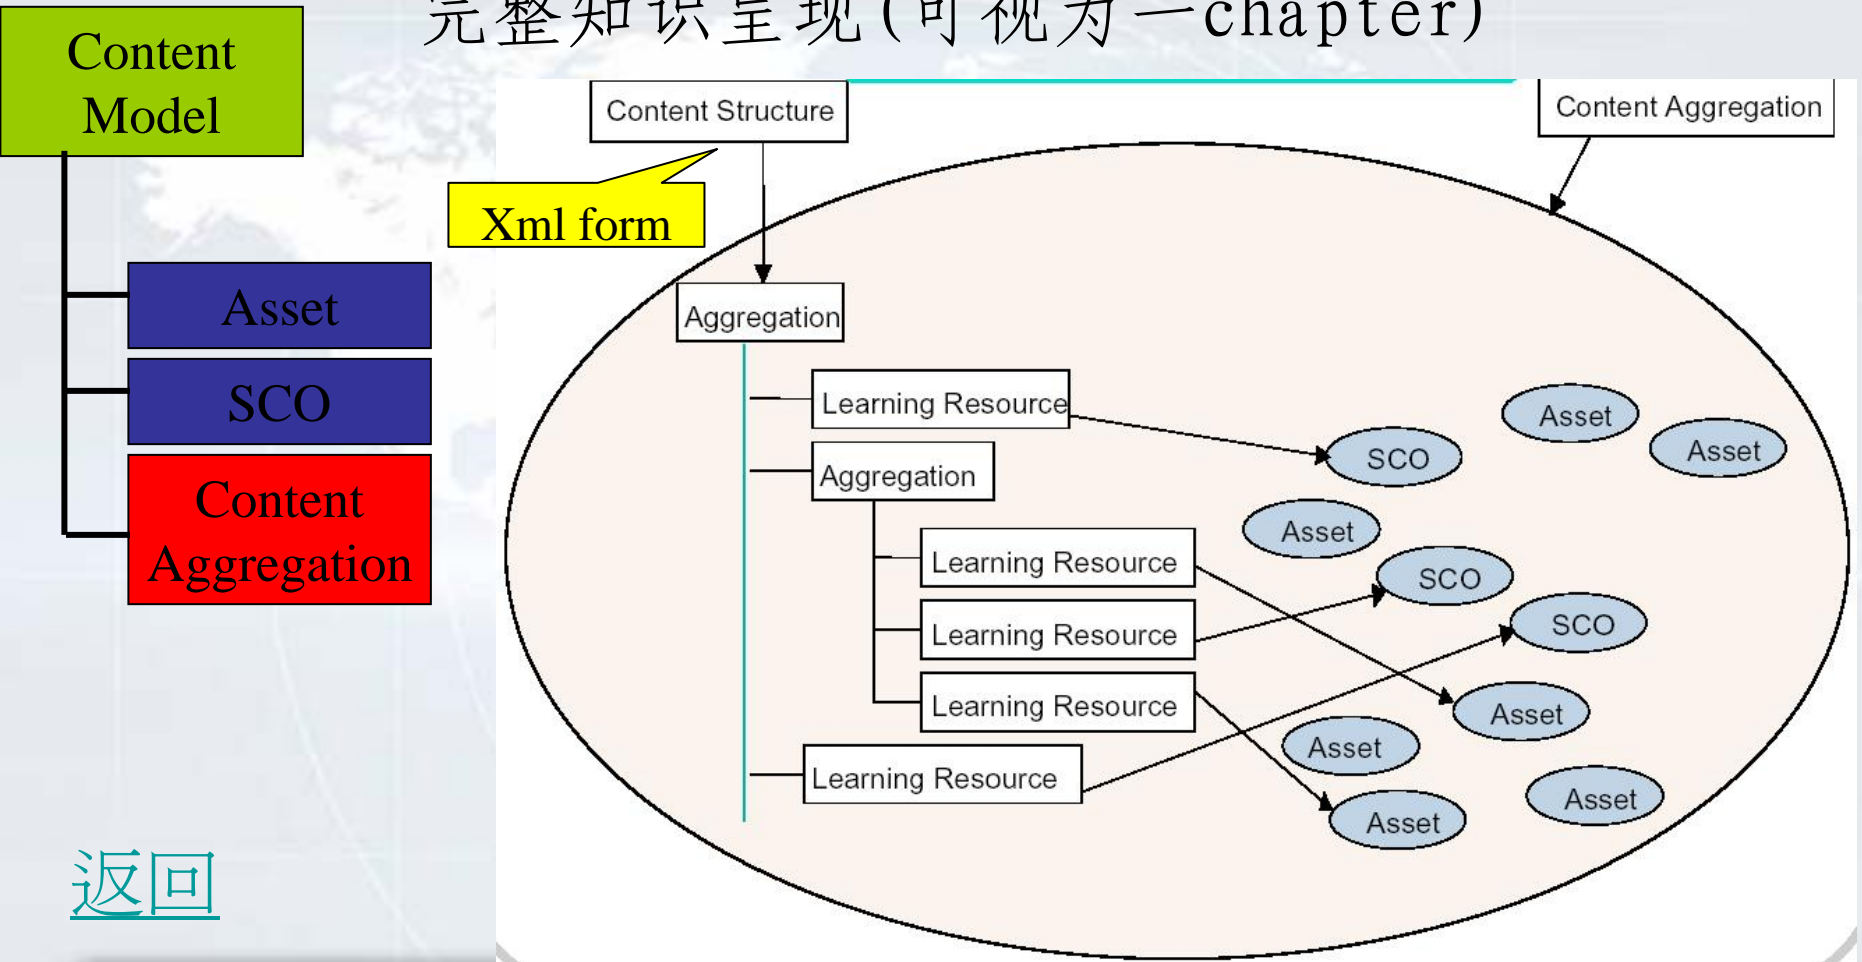 完整知识呈现(可视为一chapter)
Content
Model
Asset
SCO
Content
Aggregation
Content Structure
Content Aggregation
Xml form
Aggregation
Learning Resource
Aggregation
Learning Resource
Learning Resource
Learning Resource
Learning Resource
Asset
Asset
SCO
Asset
SCO
SCO
Asset
Asset
Asset
Asset
返回